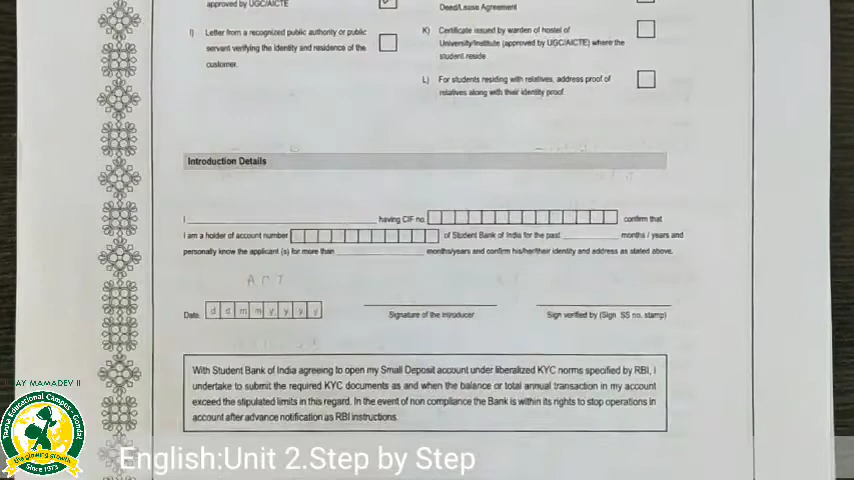 approved by UGC/AICTE
I) Letter from a recognized public authority or public
servant verifying the identity and residence of the
customer.
Deed/Lease Agreement
K) Certificate issued by warden of hostel of
University/Institute (approved by UGC/AICTE) where the
student reside
L) For students residing with relatives, address proof of
relatives along with their identity proof
Introduction Details
I having CIF no. confirm that
I am a holder of account number of Student Bank of India for the past months / years and
personally know the applicant (s) for more than months/years and confirm his/her/their identity and address as stated above.
Date. d d m m y y y y
Signature of the Introducer
Sign verified by (Sign SS no. stamp)
With Student Bank of India agreeing to open my Small Deposit account under liberalized KYC norms specified by RBI, I
undertake to submit the required KYC documents as and when the balance or total annual transaction in my account
exceed the stipulated limits in this regard. In the event of non compliance the Bank is within its rights to stop operations in
account after advance notification as RBI instructions.
AY MAMADEV II
Taoda Educational Campus - Gondal
the glowing & growing
Since 1973
English:Unit 2.Step by Step